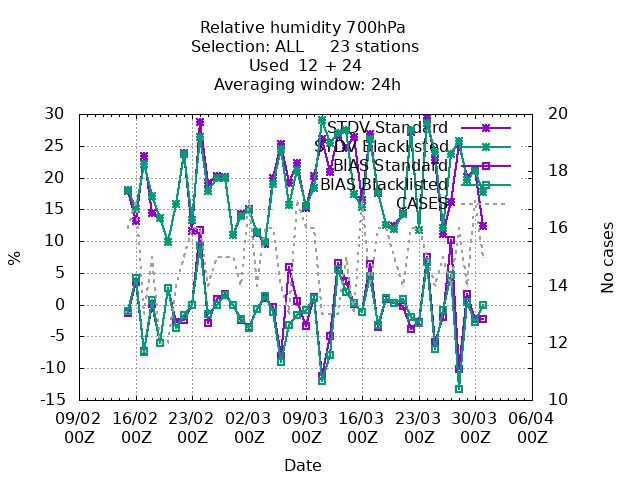 Relative humidity 700hPa
Selection: ALL     23 stations
Used  12 + 24
Averaging window: 24h
30
25
20
15
10
5
0
-5
-10
-15
%
20
18
16
14
12
10
No cases
STDV Standard
STDV Blacklisted
BIAS Standard
BIAS Blacklisted
CASES
09/02 16/02 23/02 02/03 09/03 16/03 23/03 30/03 06/04
00Z 00Z 00Z 00Z 00Z 00Z 00Z 00Z 00Z
Date